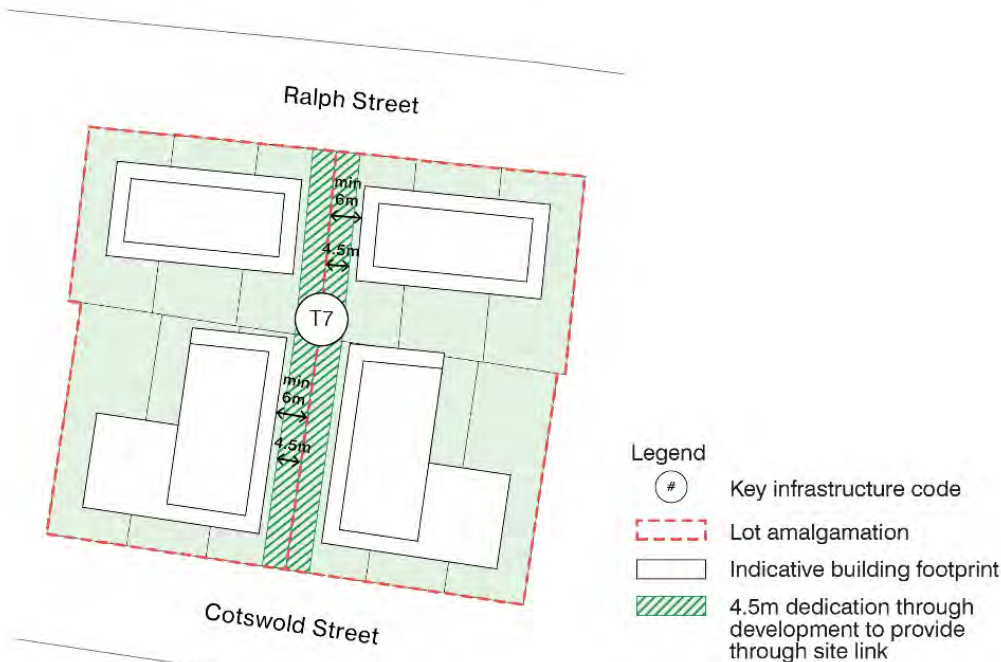 Ralph Street
min
6m
4.5m
T7
min
6m
4.5m
Cotswold Street
Legend
# Key infrastructure code
Lot amalgamation
Indicative building footprint
4.5m dedication through
development to provide
through site link